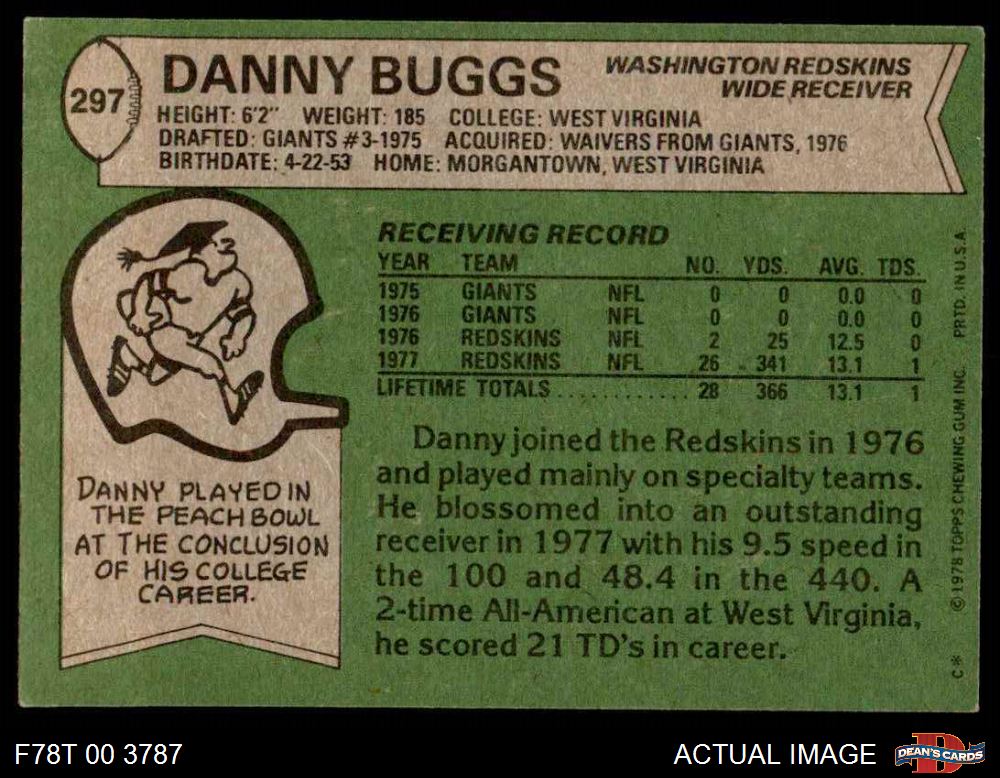 297
DANNY BUGGS
WASHINGTON REDSKINS
WIDE RECEIVER
HEIGHT: 6'2" WEIGHT: 185 COLLEGE: WEST VIRGINIA
DRAFTED: GIANTS #3-1975 ACQUIRED: WAIVERS FROM GIANTS, 1976
BIRTHDATE: 4-22-53 HOME: MORGANTOWN, WEST VIRGINIA
RECEIVING RECORD
YEAR TEAM NO. YDS. AVG. TDS.
1975 GIANTS NFL 0 0 0.0 0
1976 GIANTS NFL 0 0 0.0 0
1976 REDSKINS NFL 2 25 12.5 0
1977 REDSKINS NFL 26 341 13.1 1
LIFETIME TOTALS ............ 28 366 13.1 1
DANNY PLAYED IN
THE PEACH BOWL
AT THE CONCLUSION
OF HIS COLLEGE
CAREER.
Danny joined the Redskins in 1976
and played mainly on specialty teams.
He blossomed into an outstanding
receiver in 1977 with his 9.5 speed in
the 100 and 48.4 in the 440. A
2-time All-American at West Virginia,
he scored 21 TD's in career.
C* © 1978 TOPPS CHEWING GUM INC. PRTD. IN U.S.A.
F78T 00 3787
ACTUAL IMAGE
D
DEAN'S CARDS